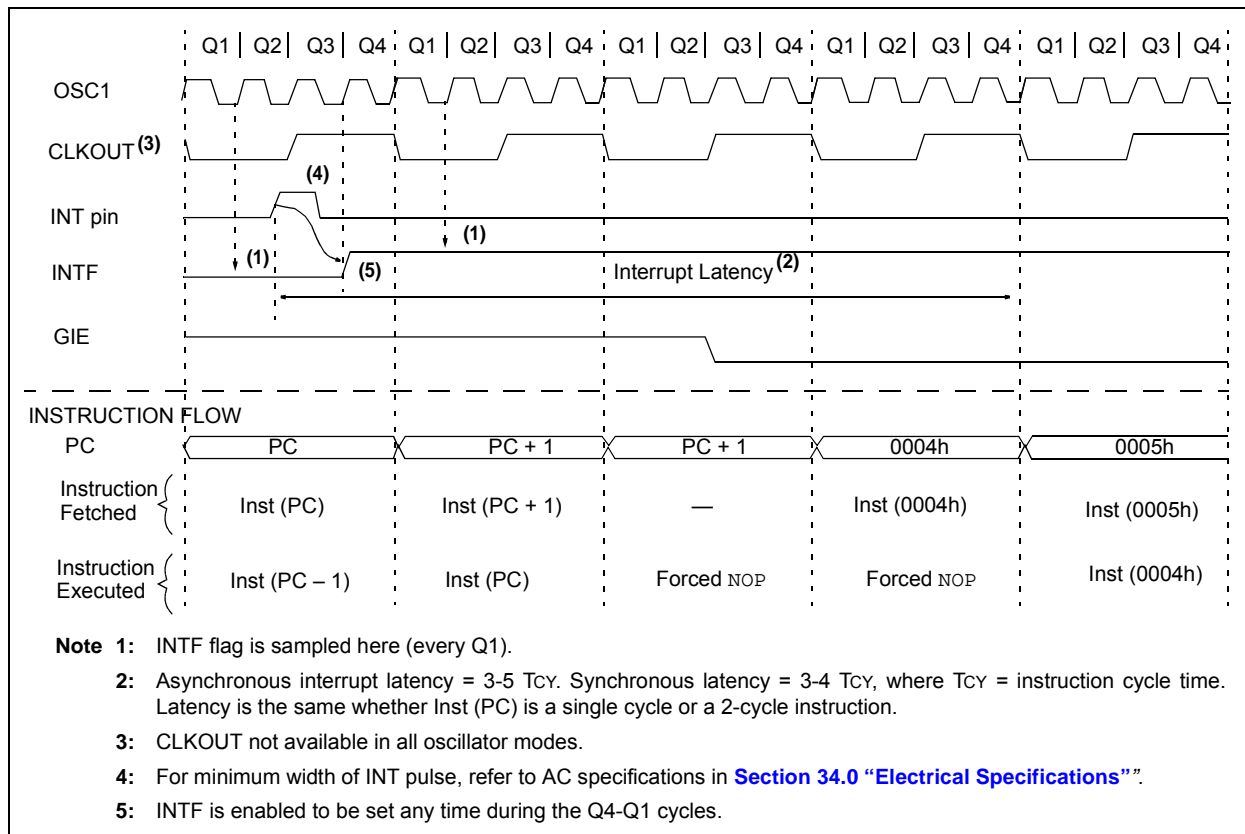 Q1 | Q2 | Q3 | Q4 Q1 | Q2 | Q3 | Q4 Q1 | Q2 | Q3 | Q4 Q1 | Q2 | Q3 | Q4 Q1 | Q2 | Q3 | Q4
OSC1
CLKOUT (3)
(4)
INT pin
(1) (1)
INTF (5) Interrupt Latency (2)
GIE
INSTRUCTION FLOW
PC PC PC + 1 PC + 1 0004h 0005h
Instruction
Fetched Inst (PC) Inst (PC + 1) — Inst (0004h) Inst (0005h)
Instruction
Executed Inst (PC – 1) Inst (PC) Forced NOP Forced NOP Inst (0004h)
Note 1: INTF flag is sampled here (every Q1).
2: Asynchronous interrupt latency = 3-5 TCY. Synchronous latency = 3-4 TCY, where TCY = instruction cycle time.
Latency is the same whether Inst (PC) is a single cycle or a 2-cycle instruction.
3: CLKOUT not available in all oscillator modes.
4: For minimum width of INT pulse, refer to AC specifications in Section 34.0 “Electrical Specifications””.
5: INTF is enabled to be set any time during the Q4-Q1 cycles.